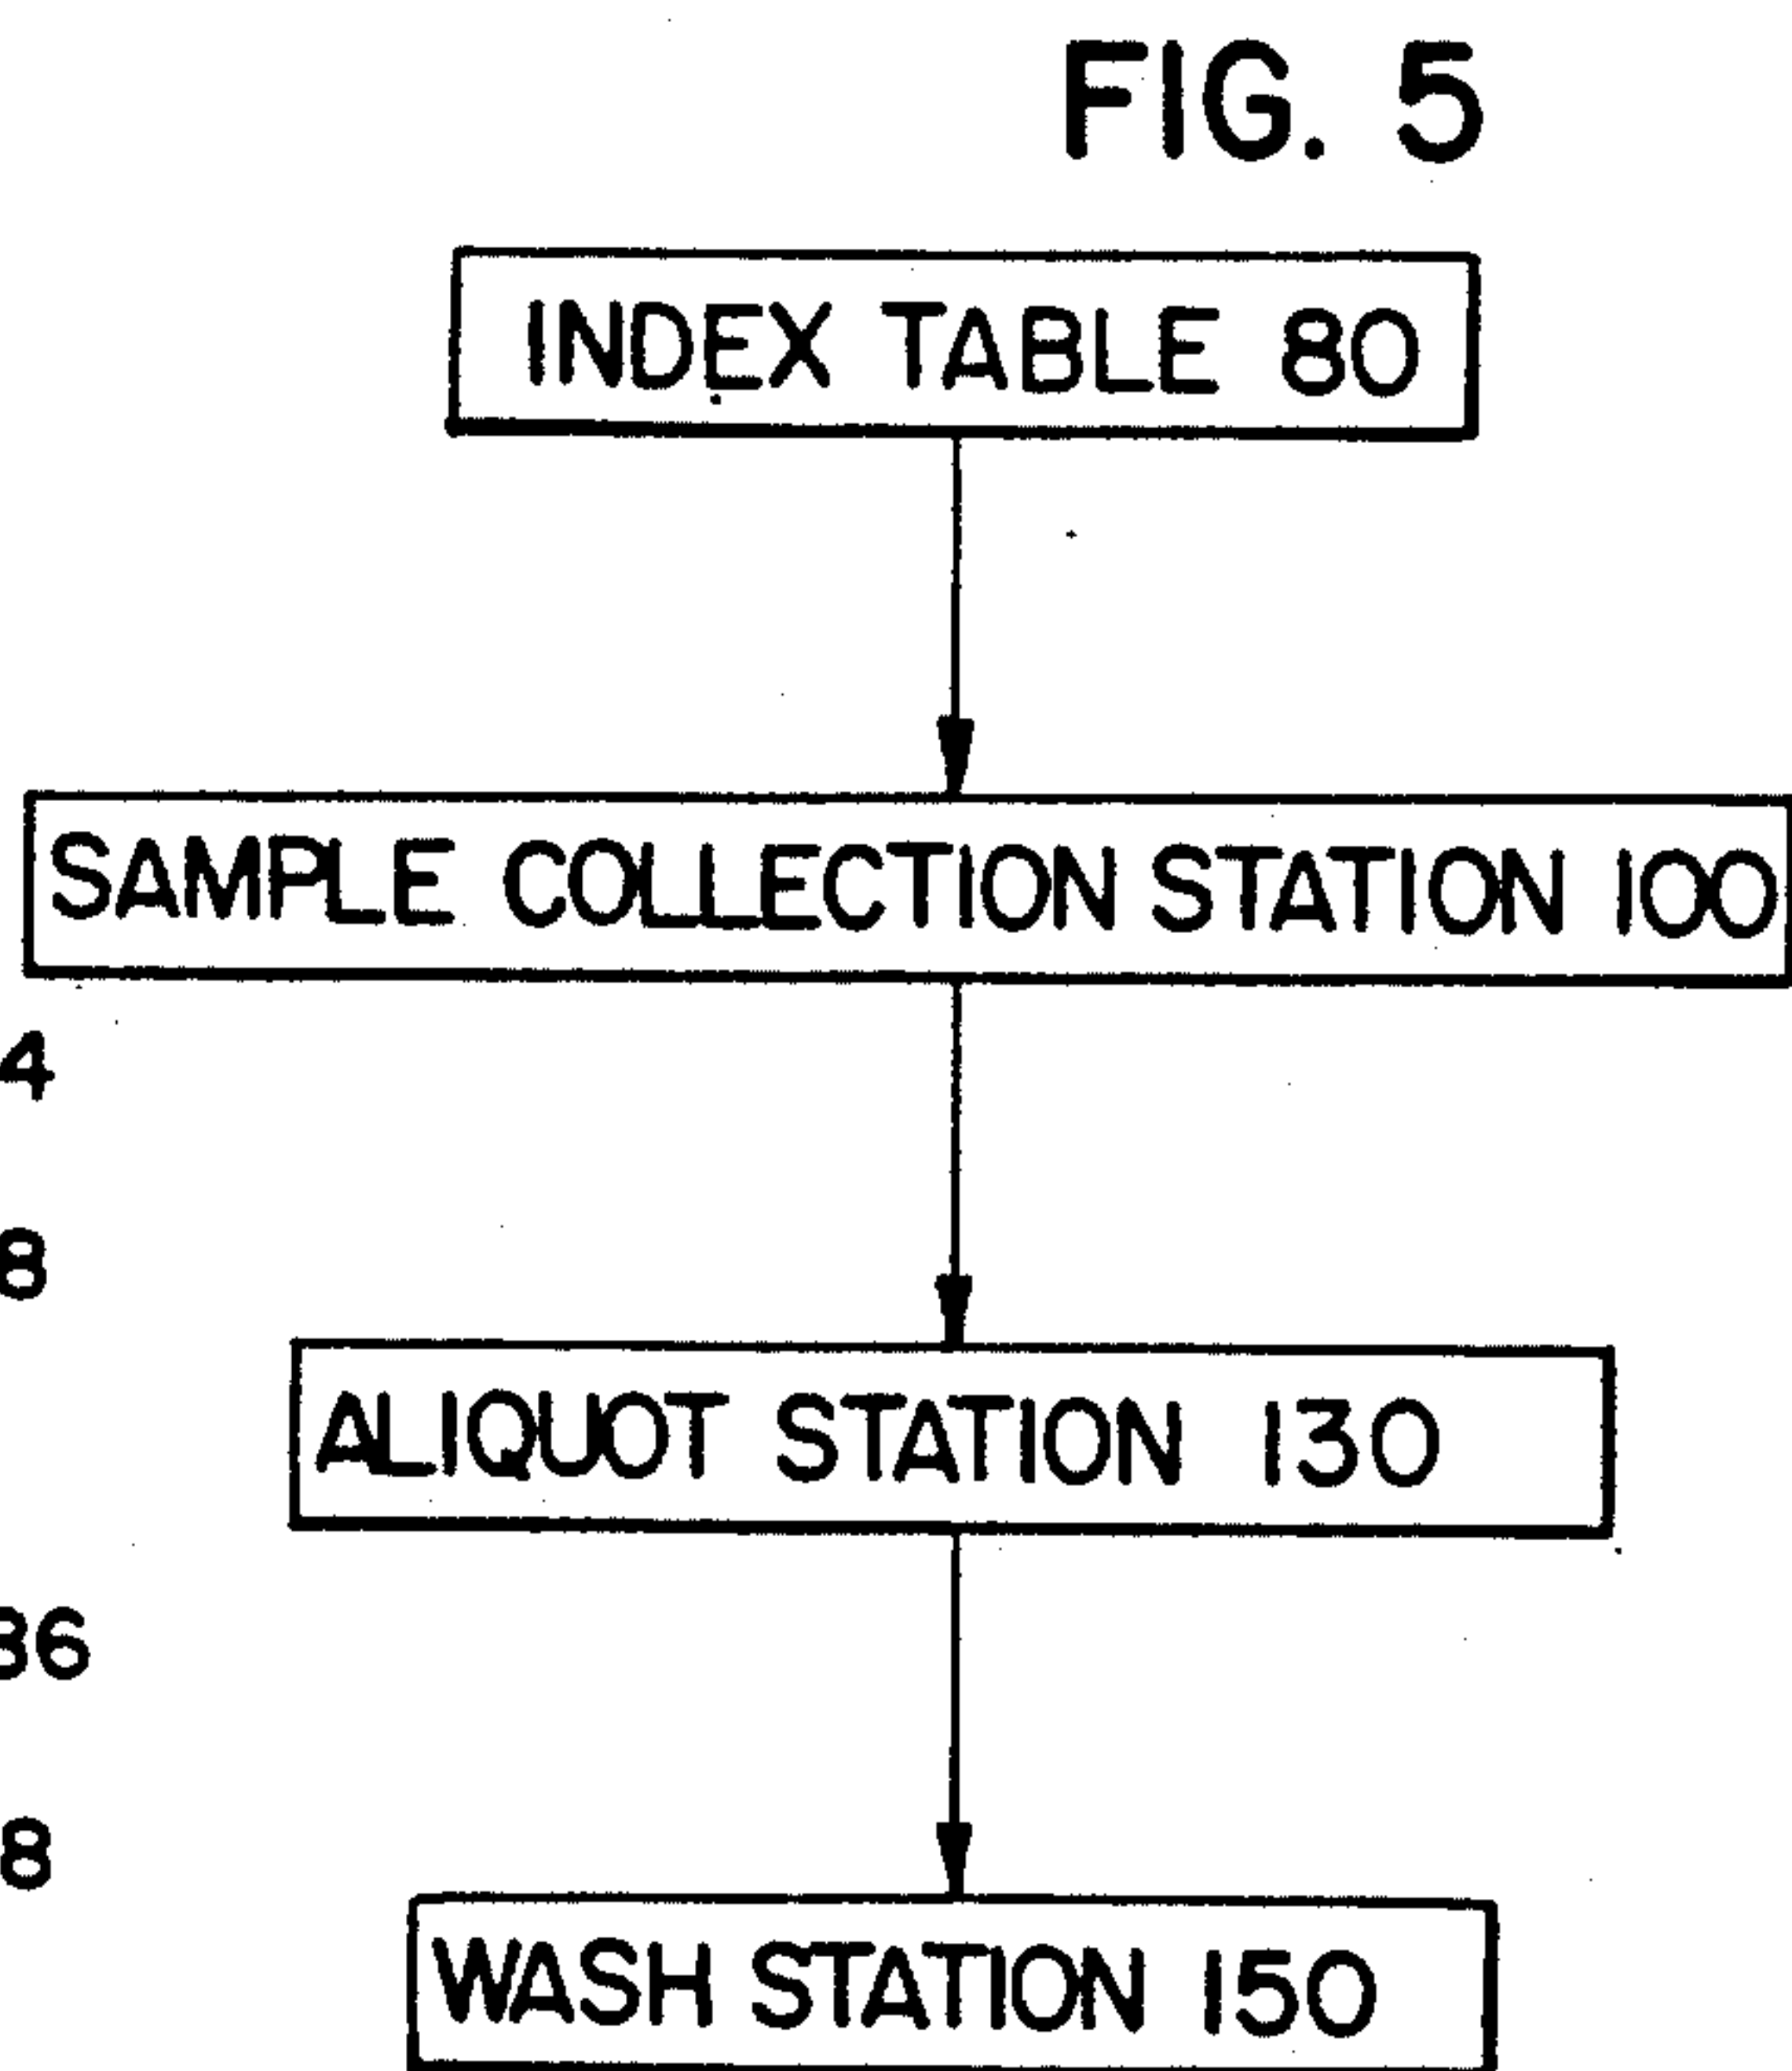 FIG. 5
INDEX TABLE 80
SAMPLE COLLECTION STATION 100
4
8
ALIQUOT STATION 130
36
8
WASH STATION 150